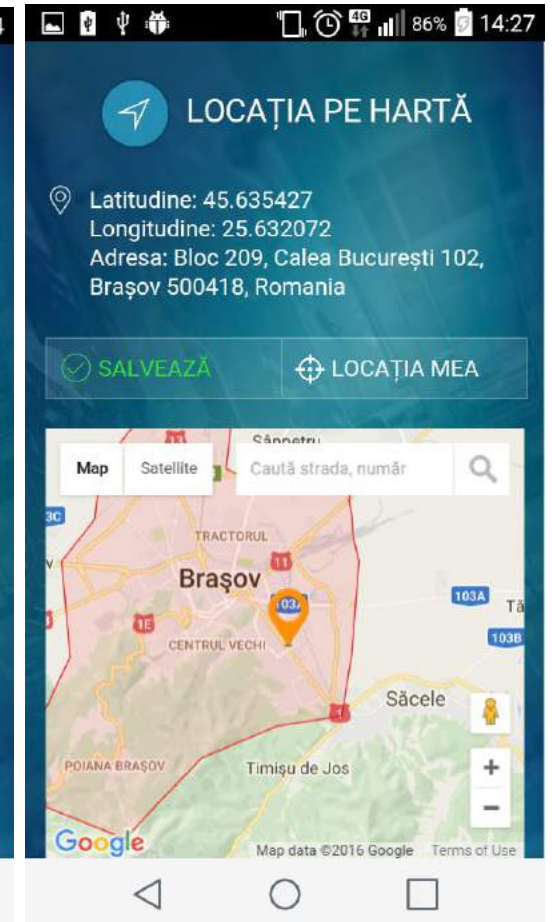 4G
86%
14:27
LOCAȚIA PE HARTĂ
Latitudine: 45.635427
Longitudine: 25.632072
Adresa: Bloc 209, Calea București 102,
Brașov 500418, Romania
SALVEAZĂ
LOCAȚIA MEA
Sânpetru
Map
Satellite
Caută strada, număr
TRACTORUL
11
Brașov
103A
103A
1E
CENTRUL VECHI
103B
Săcele
1
POIANA BRAȘOV
Timișu de Jos
+
−
Google
Map data ©2016 Google
Terms of Use